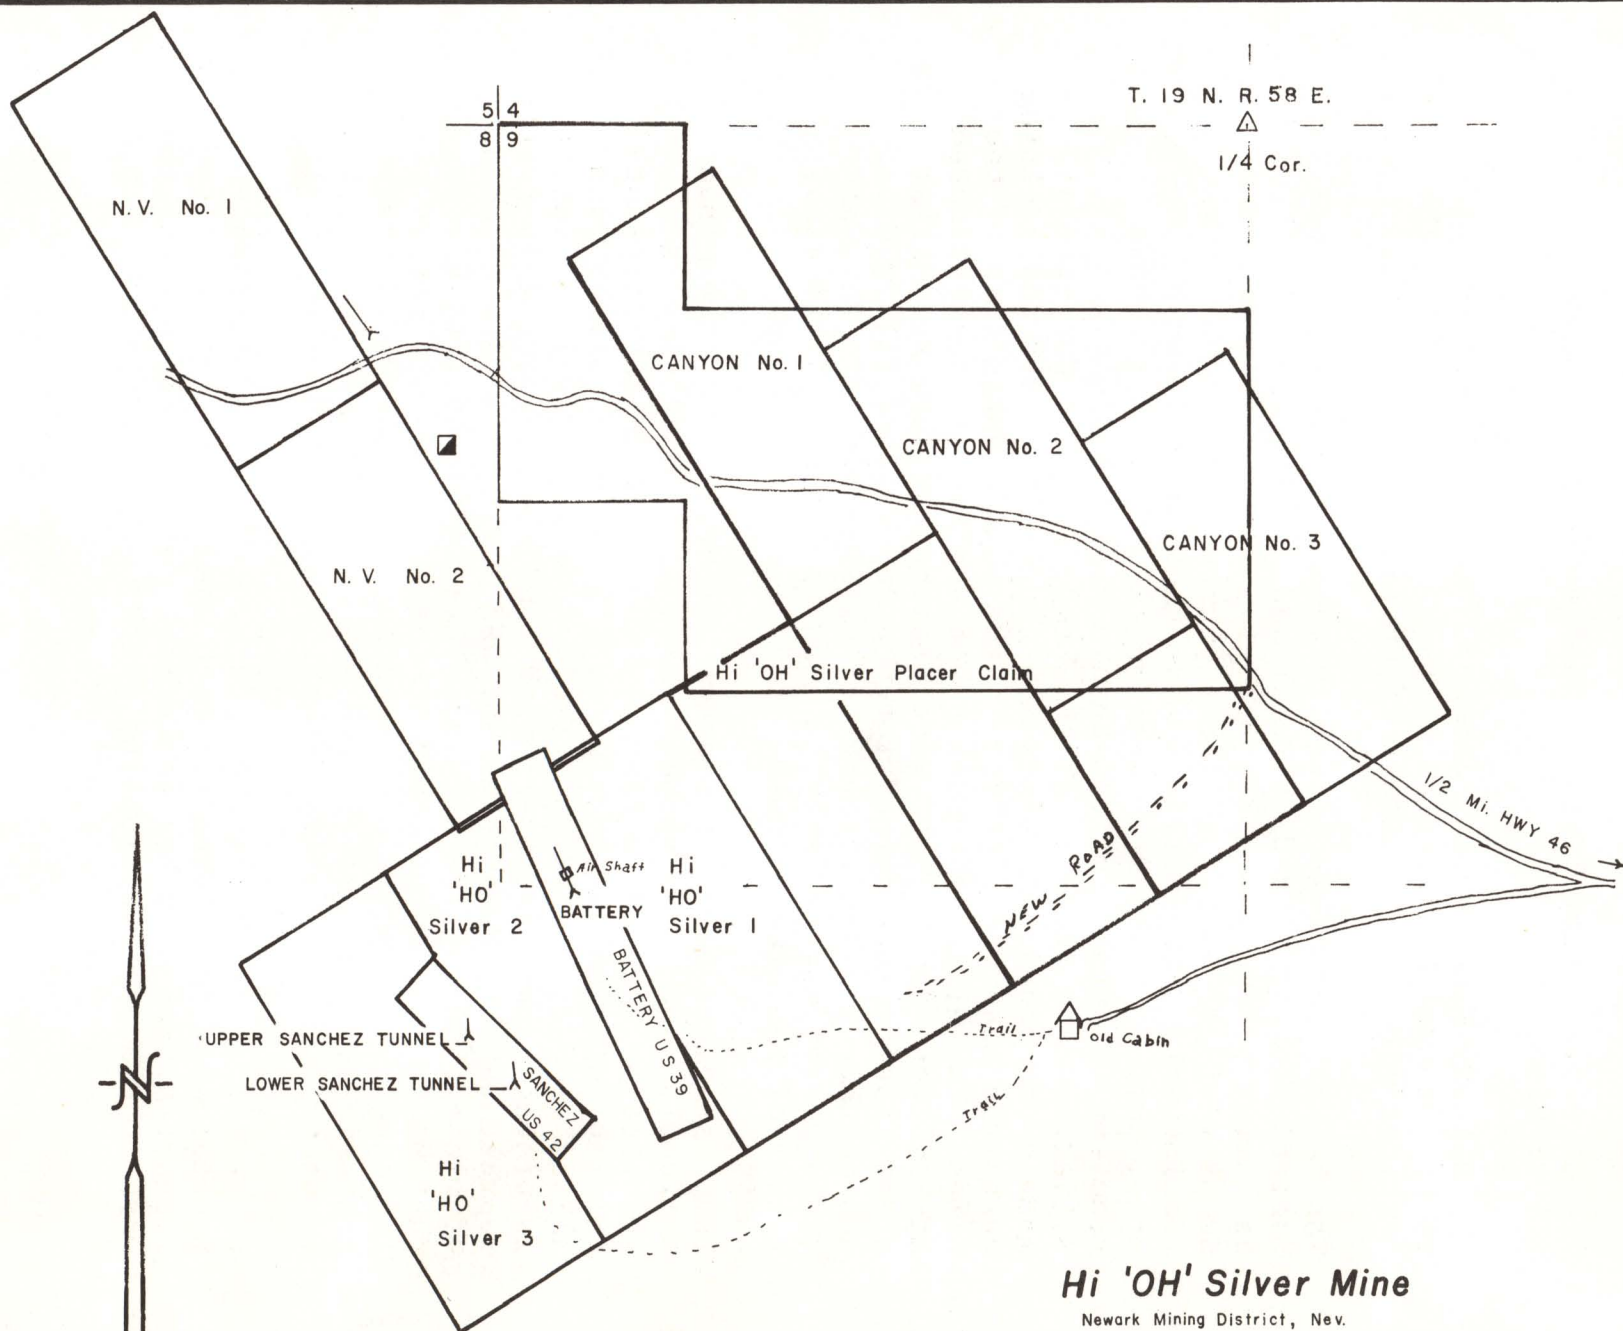 T. 19 N. R. 58 E.
5 4
8 9
1/4 Cor.
N. V. No. 1
CANYON No. 1
CANYON No. 2
CANYON No. 3
N. V. No. 2
Hi 'OH' Silver Placer Claim
1/2 Mi. HWY 46
NEW ROAD
Hi
'HO'
Silver 2
Air Shaft
BATTERY
Hi
'HO'
Silver 1
BATTERY US 39
Trail
Old Cabin
UPPER SANCHEZ TUNNEL
LOWER SANCHEZ TUNNEL
SANCHEZ
US 42
Trail
Hi
'HO'
Silver 3
N
Hi 'OH' Silver Mine
Newark Mining District, Nev.